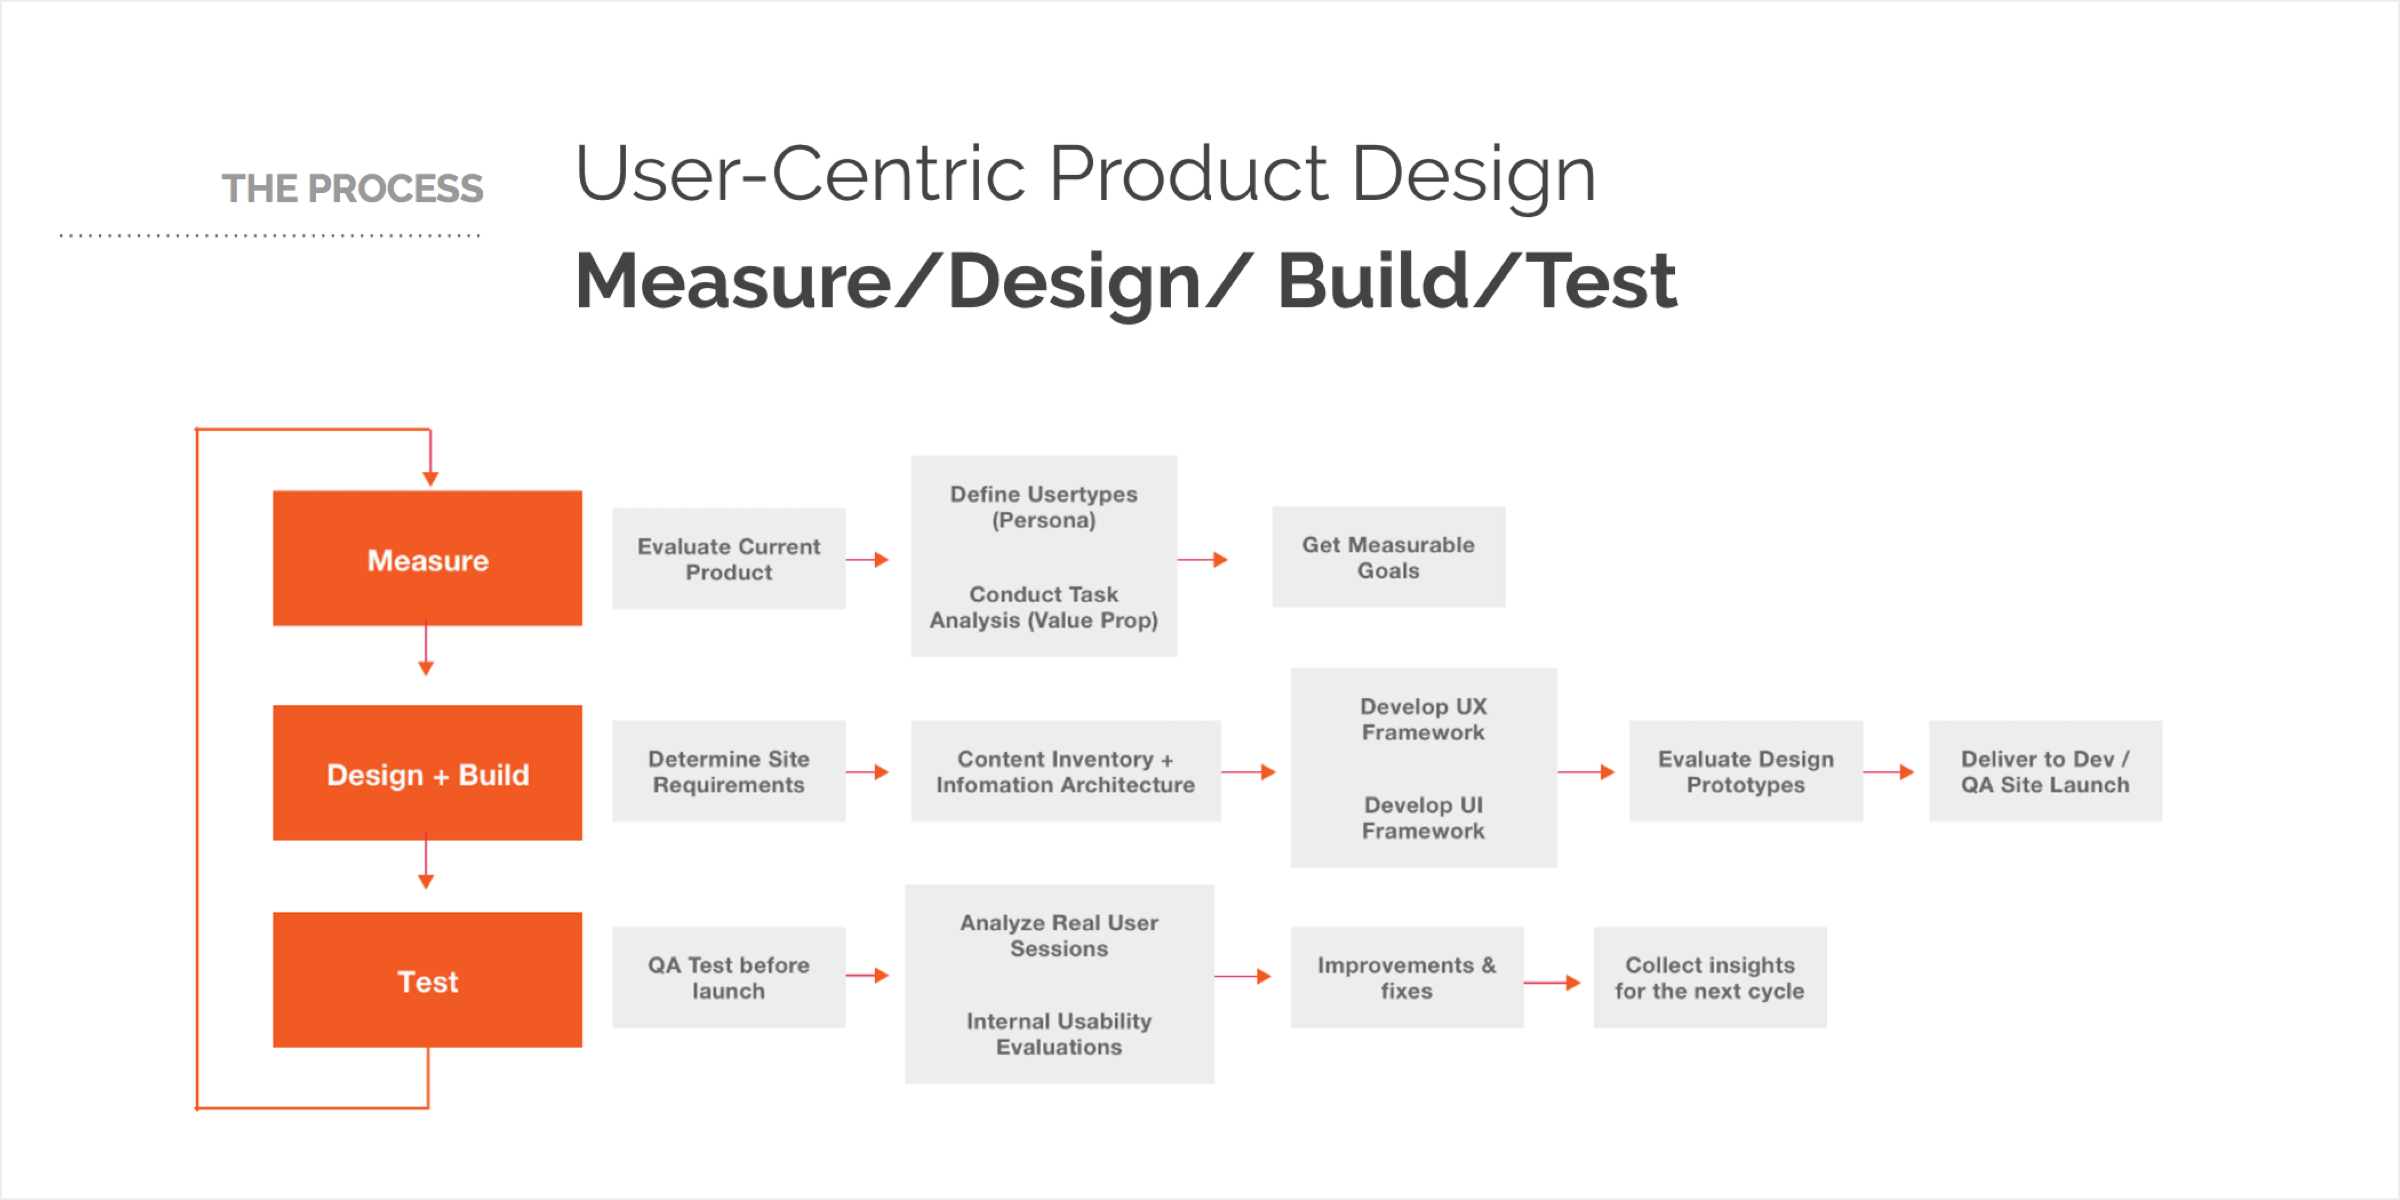 THE PROCESS
User-Centric Product Design
Measure/Design/ Build/Test
Measure
Evaluate Current
Product
Define Usertypes
(Persona)
Conduct Task
Analysis (Value Prop)
Get Measurable
Goals
Design + Build
Determine Site
Requirements
Content Inventory +
Infomation Architecture
Develop UX
Framework
Develop UI
Framework
Evaluate Design
Prototypes
Deliver to Dev /
QA Site Launch
Test
QA Test before
launch
Analyze Real User
Sessions
Internal Usability
Evaluations
Improvements &
fixes
Collect insights
for the next cycle